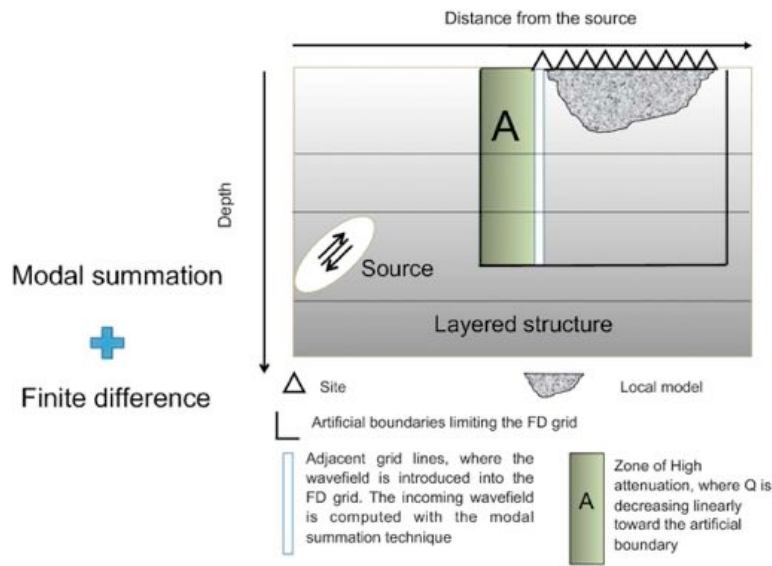 Distance from the source
A
Depth
Source
Layered structure
Modal summation
Finite difference
Site
Local model
Artificial boundaries limiting the FD grid
Adjacent grid lines, where the
wavefield is introduced into the
FD grid. The incoming wavefield
is computed with the modal
summation technique
A
Zone of High
attenuation, where Q is
decreasing linearly
toward the artificial
boundary